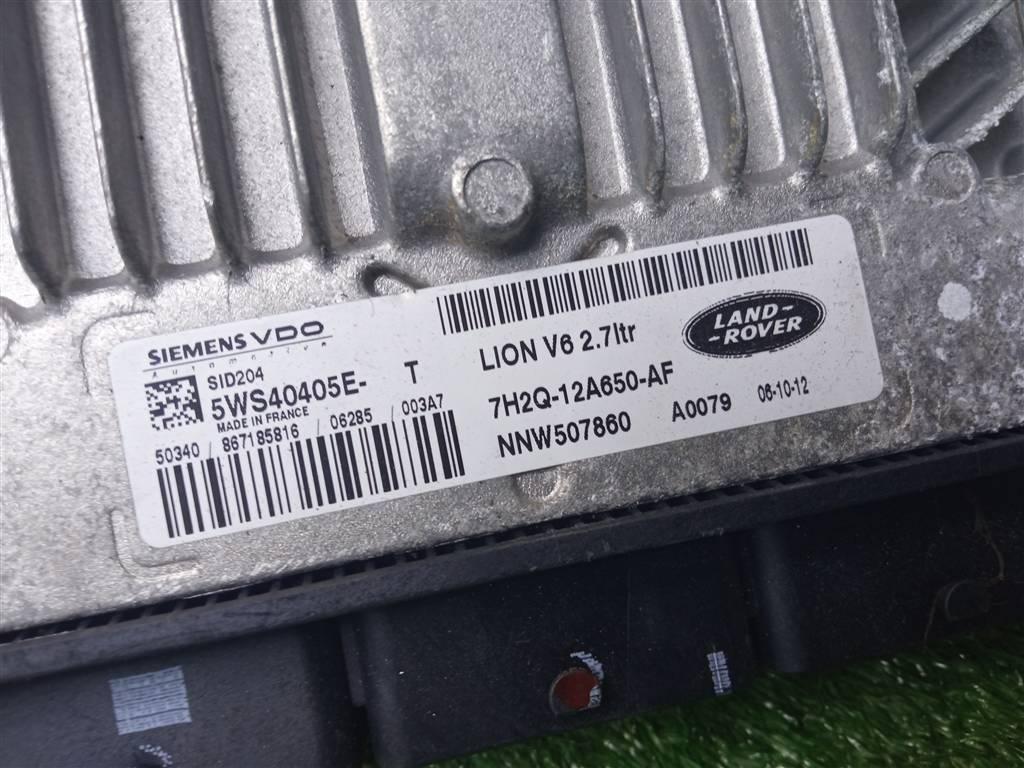 SIEMENS VDO
Automotive
SID204
5WS40405E- T
MADE IN FRANCE
50340 / 867185816 / 06285 / 003A7
LION V6 2.7ltr
7H2Q-12A650-AF
NNW507860 A0079 06-10-12
LAND-
ROVER